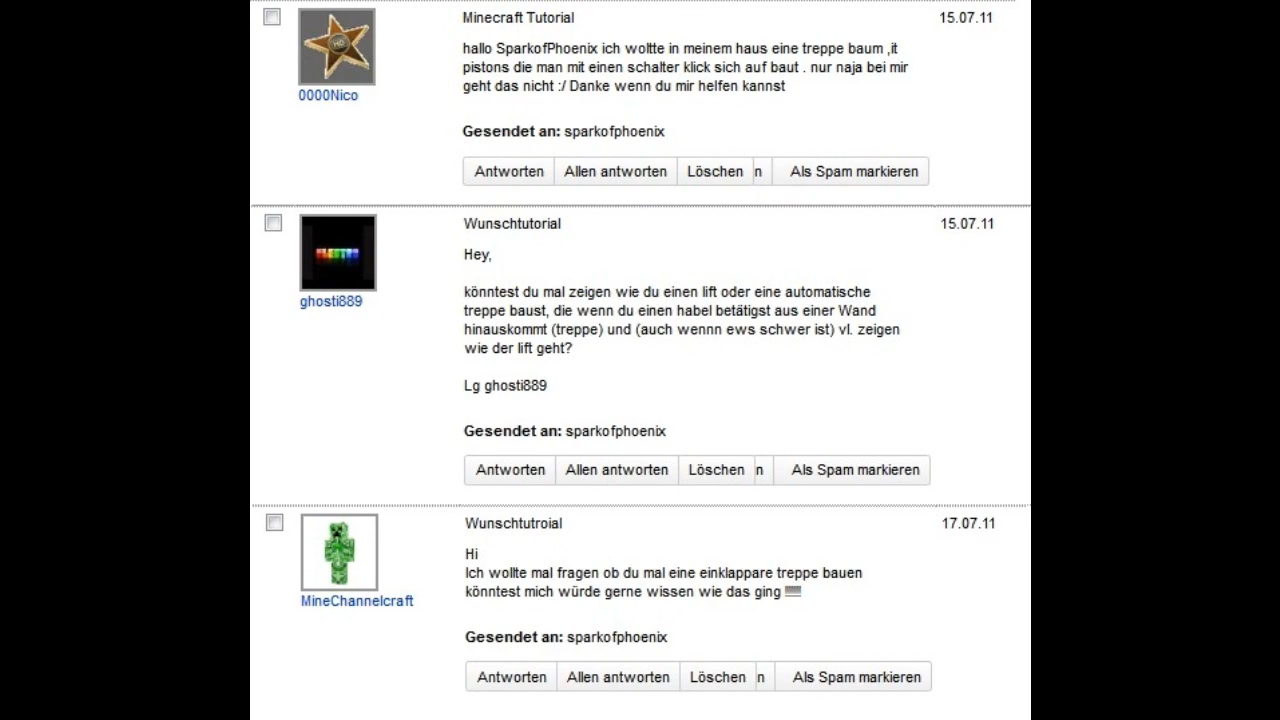 Minecraft Tutorial 15.07.11
hallo SparkofPhoenix ich woltte in meinem haus eine treppe baum ,it
pistons die man mit einen schalter klick sich auf baut . nur naja bei mir
geht das nicht :/ Danke wenn du mir helfen kannst
0000Nico
Gesendet an: sparkofphoenix
Antworten Allen antworten Löschen n Als Spam markieren
Wunschtutorial 15.07.11
Hey,
könntest du mal zeigen wie du einen lift oder eine automatische
treppe baust, die wenn du einen habel betätigst aus einer Wand
hinauskommt (treppe) und (auch wennn ews schwer ist) vl. zeigen
wie der lift geht?
ghosti889
Lg ghosti889
Gesendet an: sparkofphoenix
Antworten Allen antworten Löschen n Als Spam markieren
Wunschtutroial 17.07.11
Hi
Ich wollte mal fragen ob du mal eine einklappare treppe bauen
könntest mich würde gerne wissen wie das ging !!!!!!
MineChannelcraft
Gesendet an: sparkofphoenix
Antworten Allen antworten Löschen n Als Spam markieren